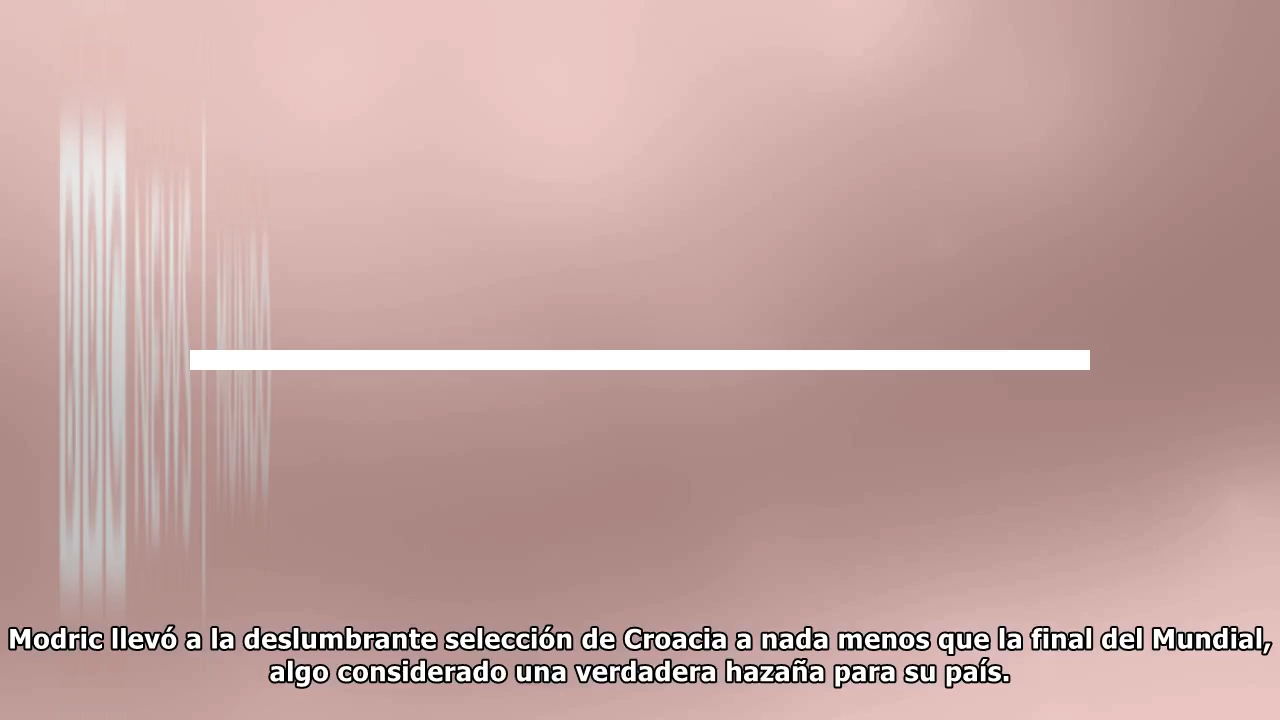 Modric llevó a la deslumbrante selección de Croacia a nada menos que la final del Mundial,
algo considerado una verdadera hazaña para su país.